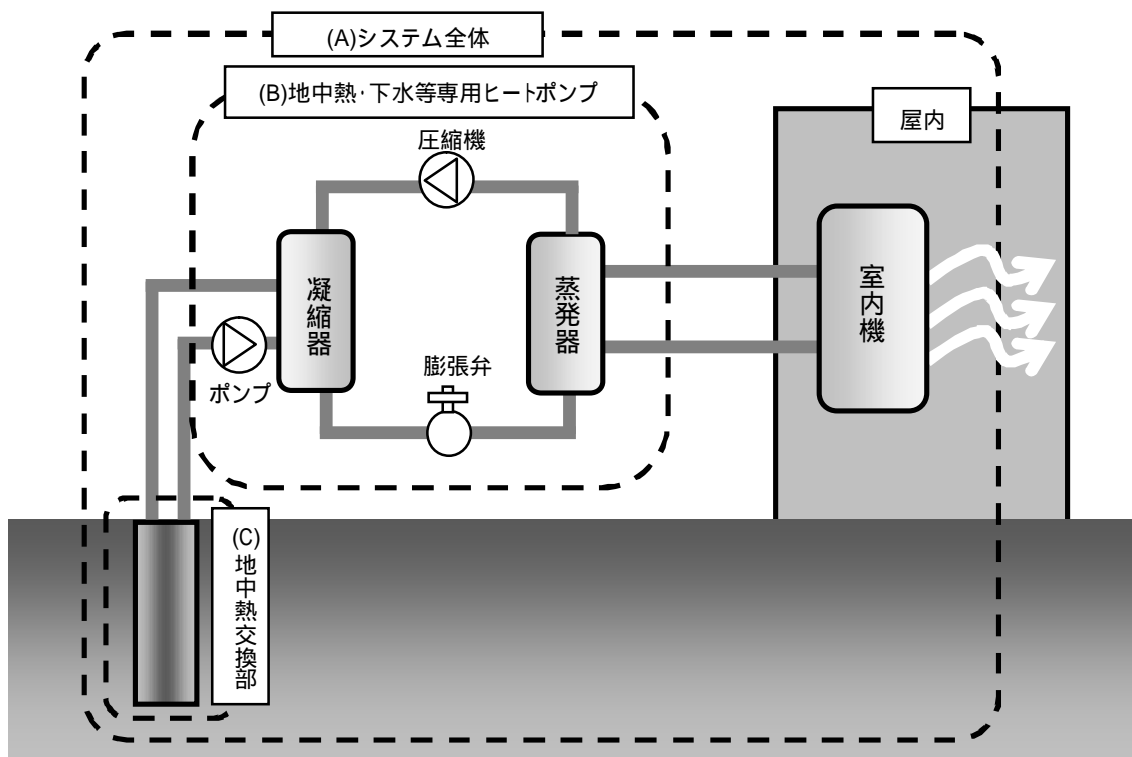 (A)システム全体
(B)地中熱・下水等専用ヒートポンプ
屋内
圧縮機
凝縮器
蒸発器
室内機
膨張弁
ポンプ
(C)
地中熱交換部